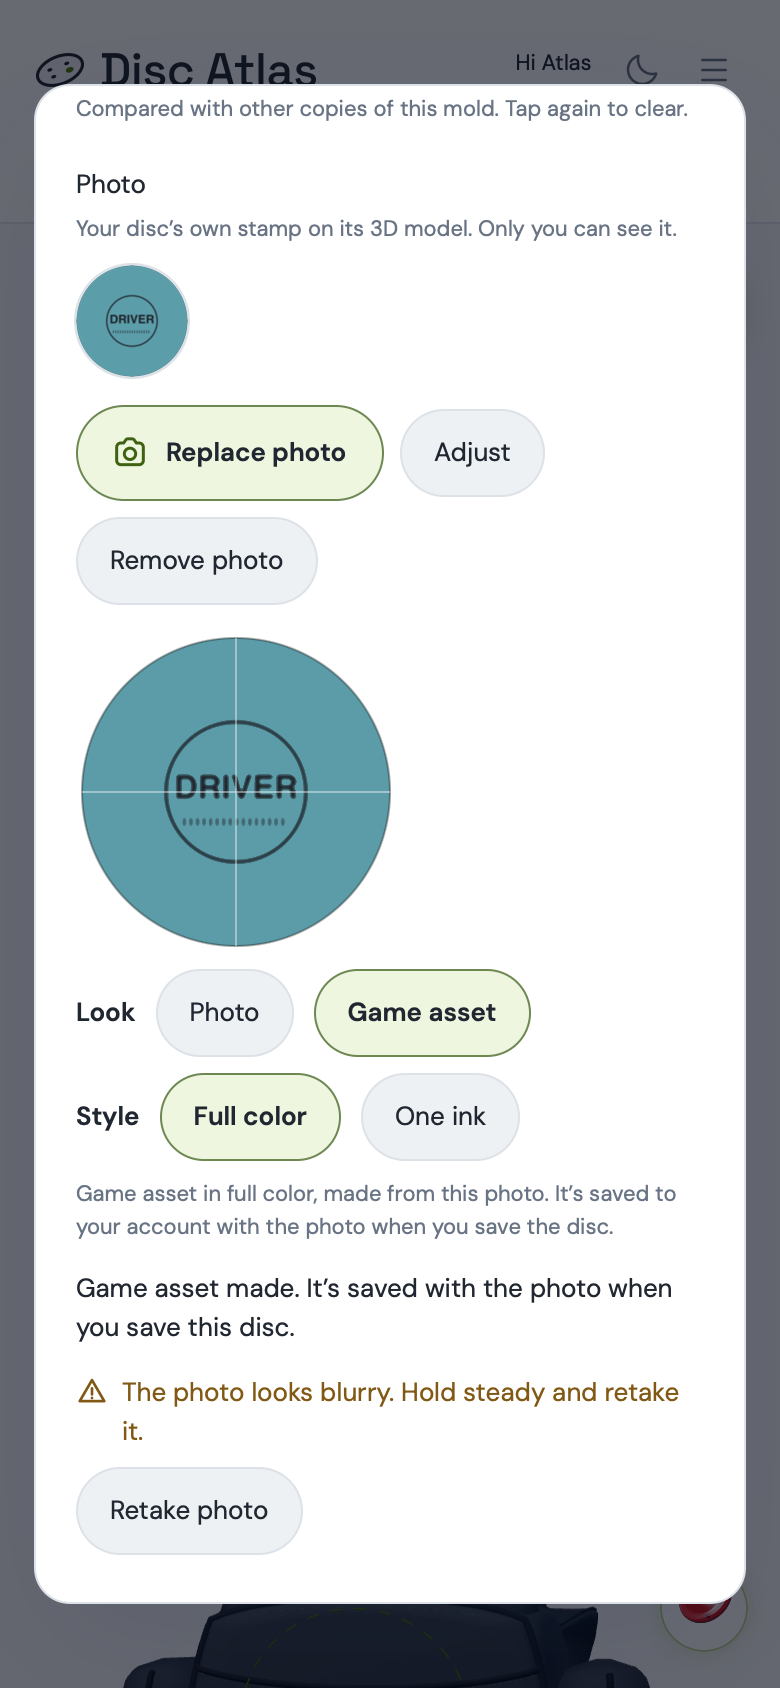 Disc Atlas
Hi Atlas
Compared with other copies of this mold. Tap again to clear.
Photo
Your disc’s own stamp on its 3D model. Only you can see it.
DRIVER
Replace photo
Adjust
Remove photo
DRIVER
Look
Photo
Game asset
Style
Full color
One ink
Game asset in full color, made from this photo. It’s saved to
your account with the photo when you save the disc.
Game asset made. It’s saved with the photo when
you save this disc.
The photo looks blurry. Hold steady and retake
it.
Retake photo